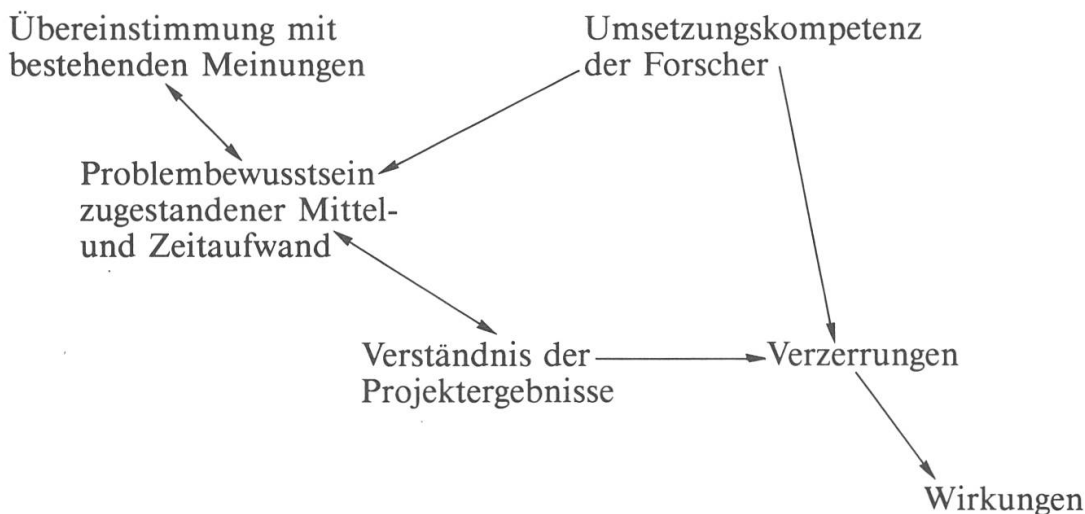 Übereinstimmung mit
bestehenden Meinungen
Umsetzungskompetenz
der Forscher
Problembewusstsein
zugestandener Mittel-
und Zeitaufwand
Verständnis der
Projektergebnisse
Verzerrungen
Wirkungen